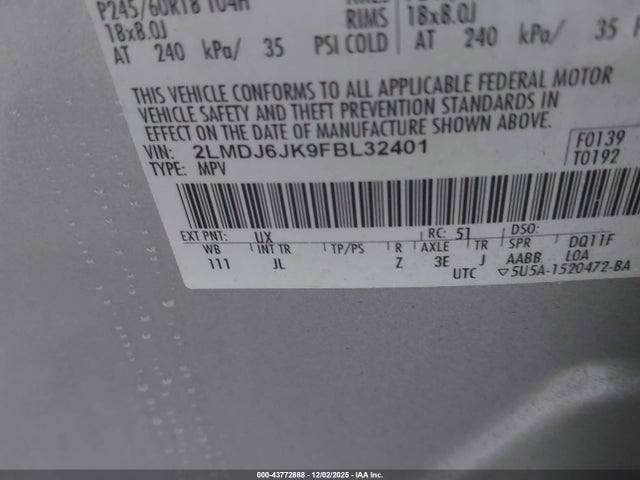 P245/60R18 104H
18x8.0J
AT 240 kPa/ 35 PSI COLD
RIMS 18x8.0J
AT 240 kPa/ 35
THIS VEHICLE CONFORMS TO ALL APPLICABLE FEDERAL MOTOR
VEHICLE SAFETY AND THEFT PREVENTION STANDARDS IN
EFFECT ON THE DATE OF MANUFACTURE SHOWN ABOVE.
VIN: 2LMDJ6JK9FBL32401
TYPE: MPV
F0139
T0192
EXT PNT: UX RC: 51 DSO:
WB INT TR TP/PS R AXLE TR SPR DQ11F
111 JL Z 3E J AABB LOA
UTC ▽5U5A-1520472-BA
000-43772888 - 12/02/2025 - IAA Inc.